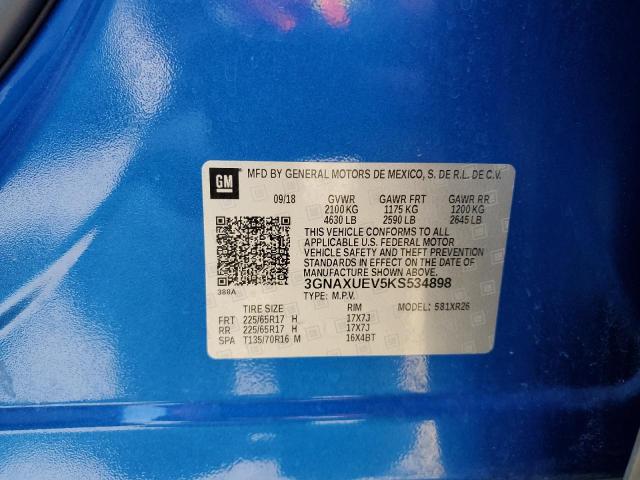 GM
MFD BY GENERAL MOTORS DE MEXICO, S. DE R.L. DE C.V.
09/18 GVWR GAWR FRT GAWR RR
2100 KG 1175 KG 1200 KG
4630 LB 2590 LB 2645 LB
THIS VEHICLE CONFORMS TO ALL
APPLICABLE U.S. FEDERAL MOTOR
VEHICLE SAFETY AND THEFT PREVENTION
STANDARDS IN EFFECT ON THE DATE OF
MANUFACTURE SHOWN ABOVE.
3GNAXUEV5KS534898
388A
TYPE: M.P.V. MODEL: 581XR26
TIRE SIZE RIM
FRT 225/65R17 H 17X7J
RR 225/65R17 H 17X7J
SPA T135/70R16 M 16X4BT